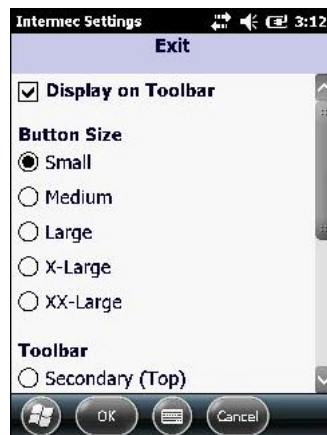 Intermec Settings 3:12
Exit
Display on Toolbar
Button Size
Small
Medium
Large
X-Large
XX-Large
Toolbar
Secondary (Top)
OK Cancel